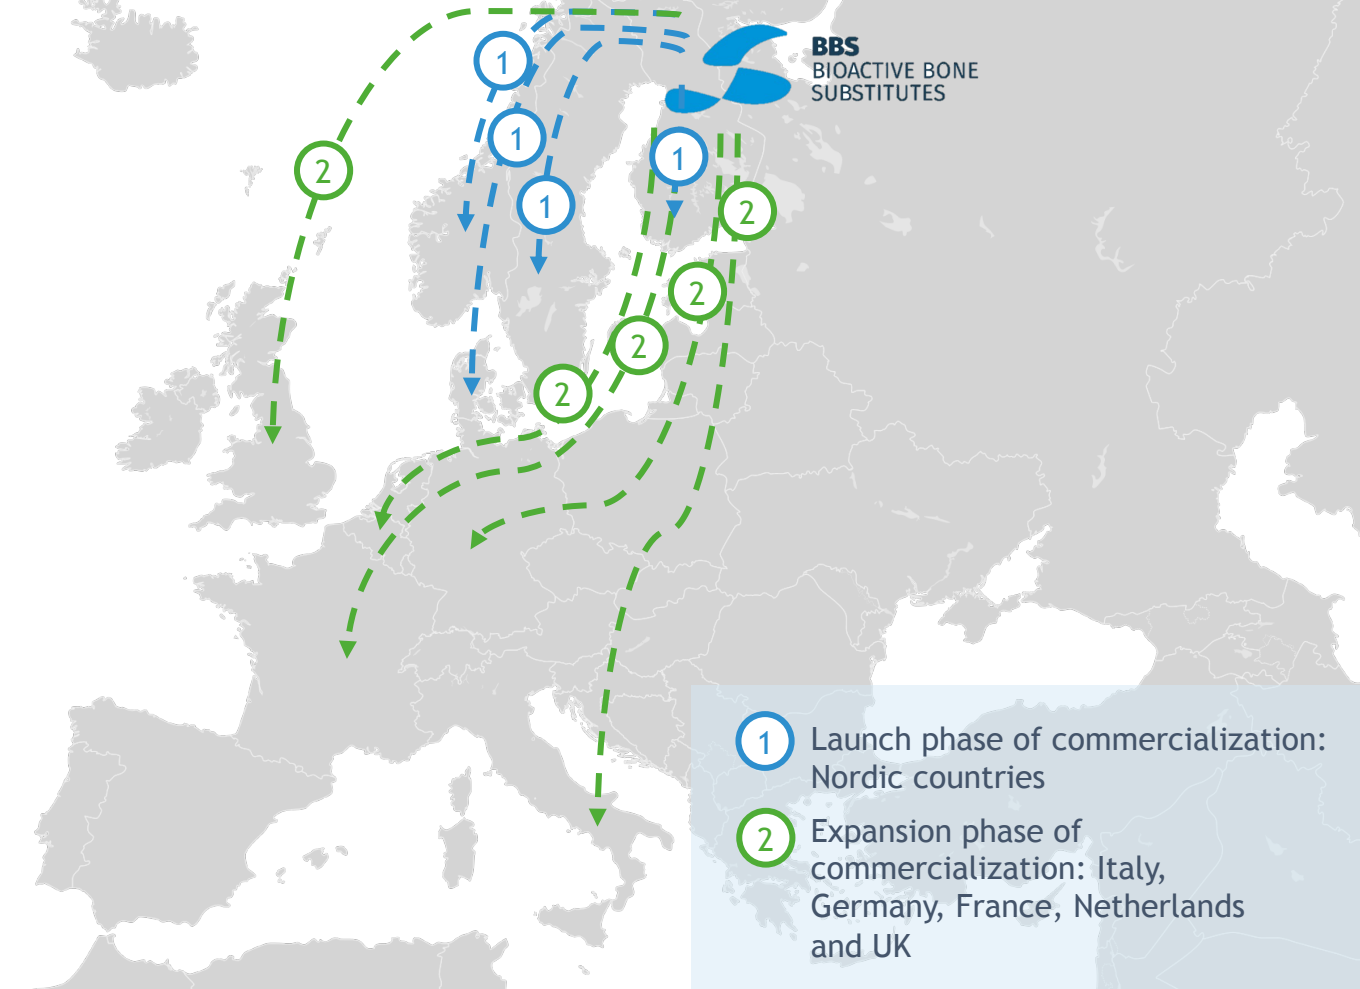 BBS
BIOACTIVE BONE
SUBSTITUTES
1
1
1
1
2
2
2
2
2
1 Launch phase of commercialization:
Nordic countries
2 Expansion phase of
commercialization: Italy,
Germany, France, Netherlands
and UK